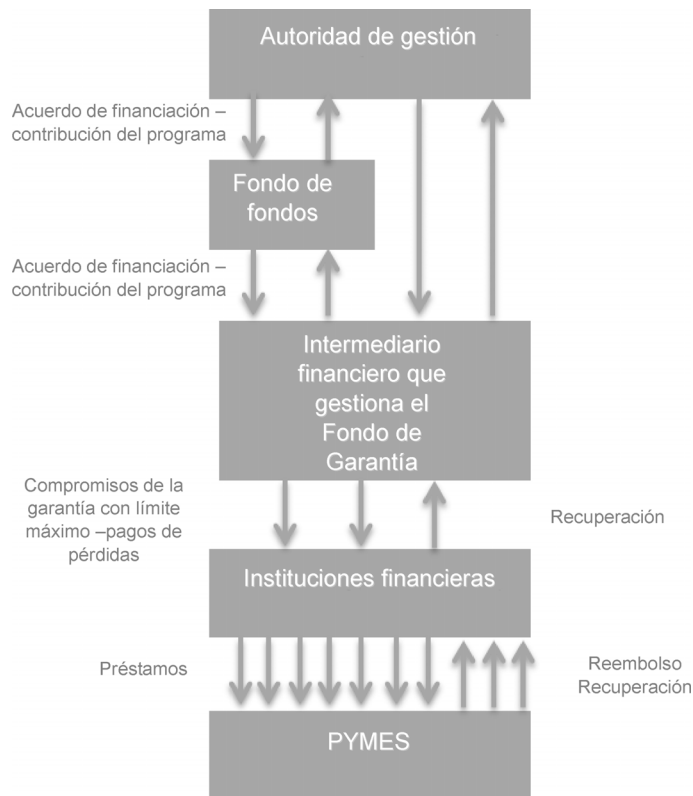 Autoridad de gestión
Acuerdo de financiación –
contribución del programa
Fondo de
fondos
Acuerdo de financiación –
contribución del programa
Intermediario
financiero que
gestiona el
Fondo de
Garantía
Compromisos de la
garantía con límite
máximo –pagos de
pérdidas
Recuperación
Instituciones financieras
Préstamos
Reembolso
Recuperación
PYMES